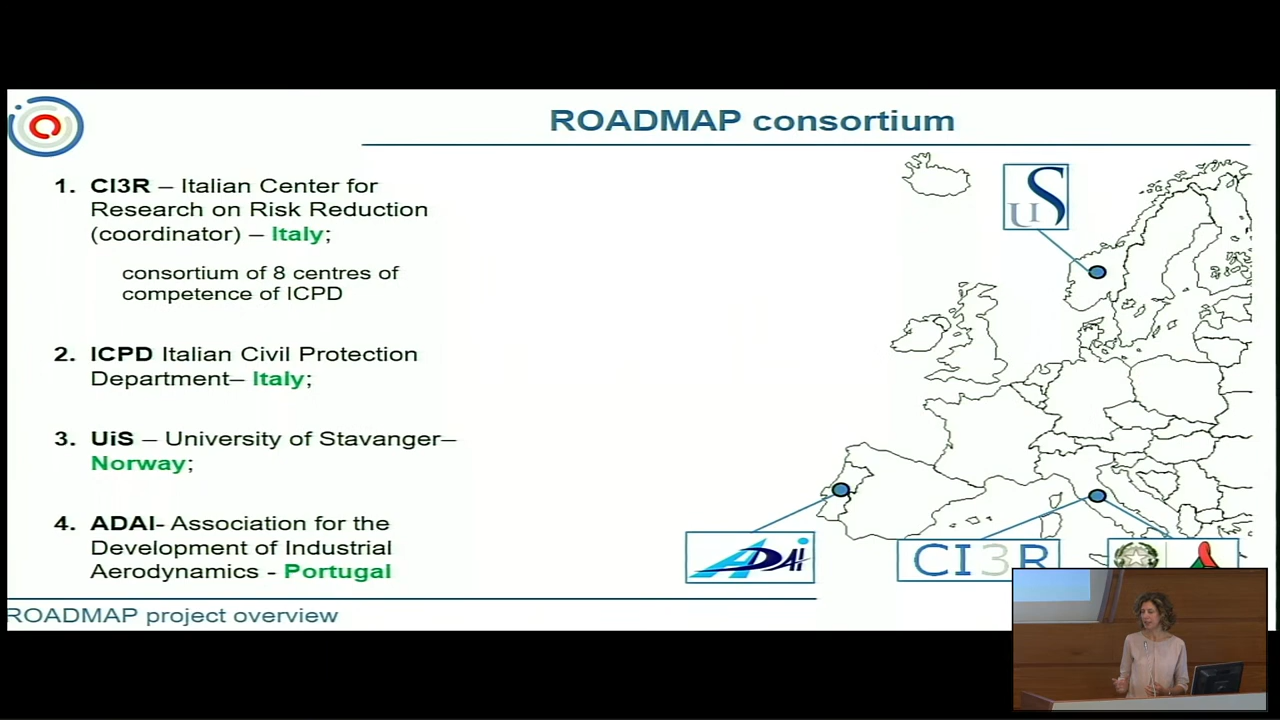 ROADMAP consortium
1. CI3R – Italian Center for
Research on Risk Reduction
(coordinator) – Italy;
consortium of 8 centres of
competence of ICPD
2. ICPD Italian Civil Protection
Department– Italy;
3. UiS – University of Stavanger–
Norway;
4. ADAI- Association for the
Development of Industrial
Aerodynamics - Portugal
UiS
ADAi
CI3R
ROADMAP project overview